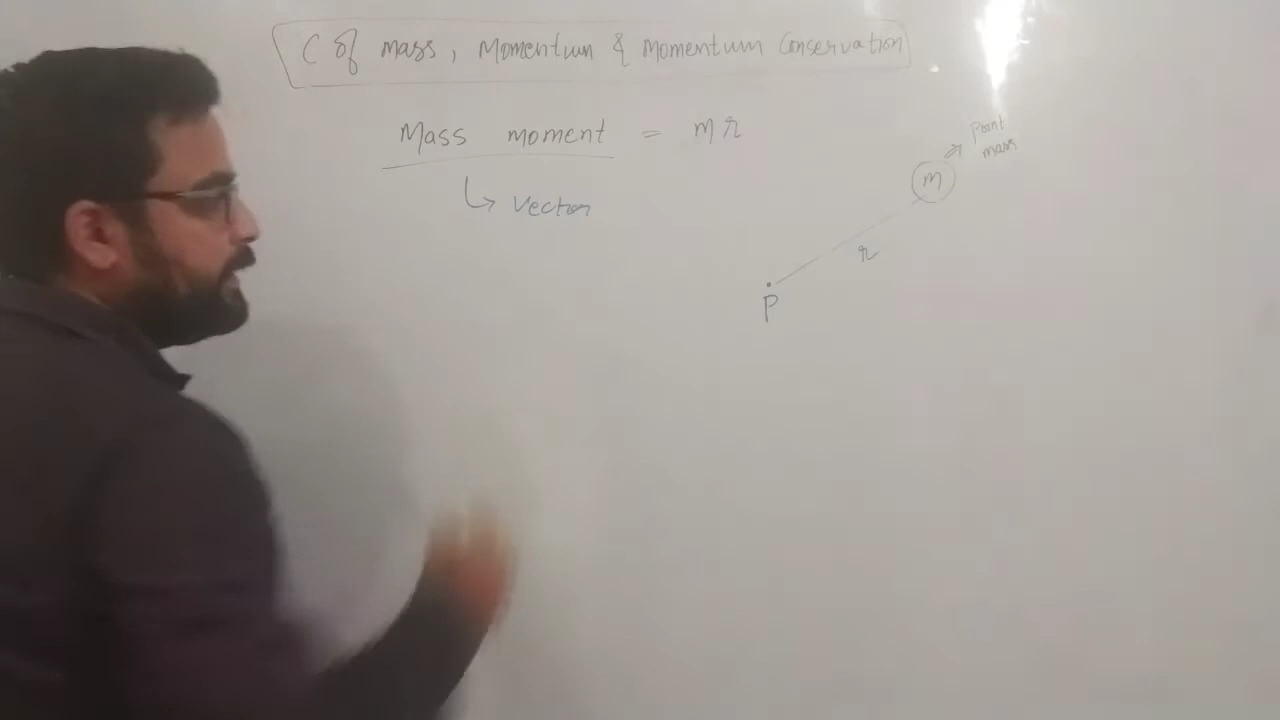 C of mass, Momentum & Momentum Conservation
Mass moment = mr
↳ vector
Point
mass
m
r
P